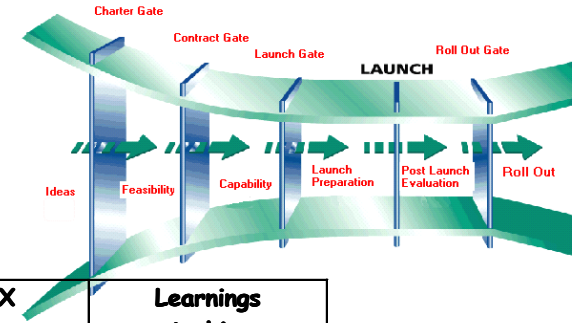 Charter Gate
Contract Gate
Launch Gate
Roll Out Gate
LAUNCH
Ideas
Feasibility
Capability
Launch
Preparation
Post Launch
Evaluation
Roll Out
X
Learnings